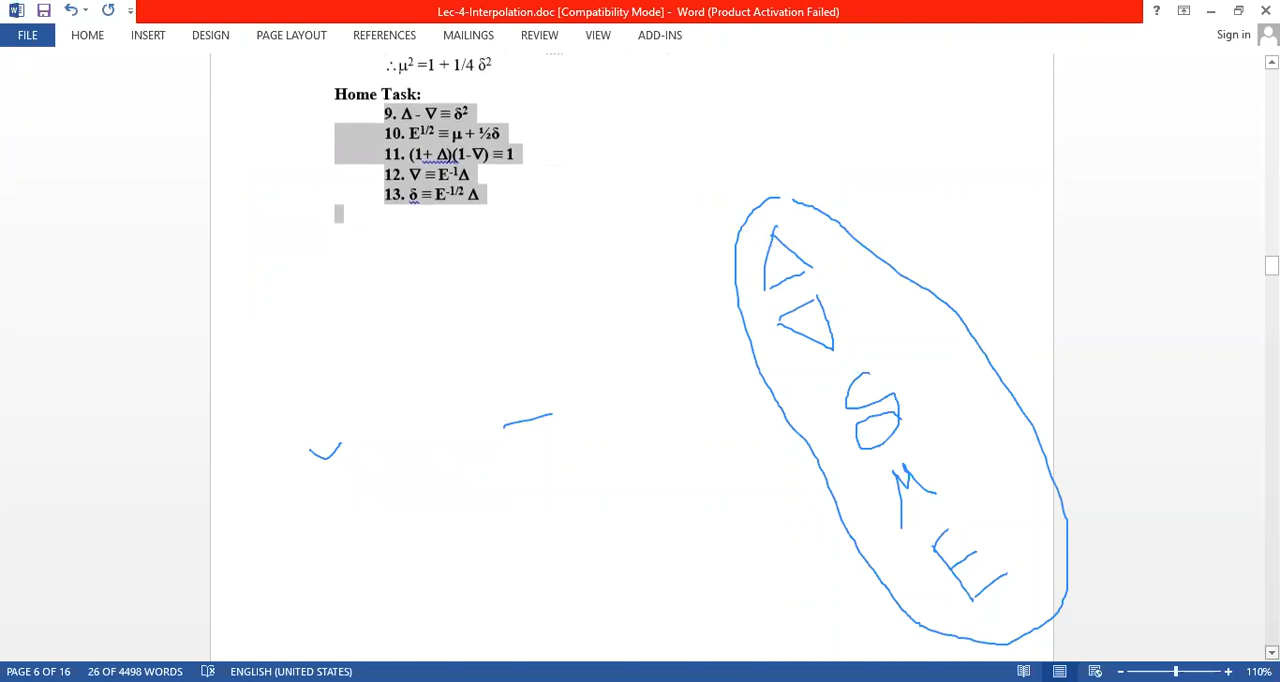 Lec-4-Interpolation.doc [Compatibility Mode] - Word (Product Activation Failed)
?
FILE HOME INSERT DESIGN PAGE LAYOUT REFERENCES MAILINGS REVIEW VIEW ADD-INS Sign in
∴μ² =1 + 1/4 δ²
Home Task:
9. Δ - ∇ ≡ δ²
10. E^1/2 ≡ μ + ½δ
11. (1+ Δ)(1-∇) ≡ 1
12. ∇ ≡ E^-1Δ
13. δ ≡ E^-1/2 Δ
Δ
∇
δ
μ
E
PAGE 6 OF 16 26 OF 4498 WORDS ENGLISH (UNITED STATES) 110%